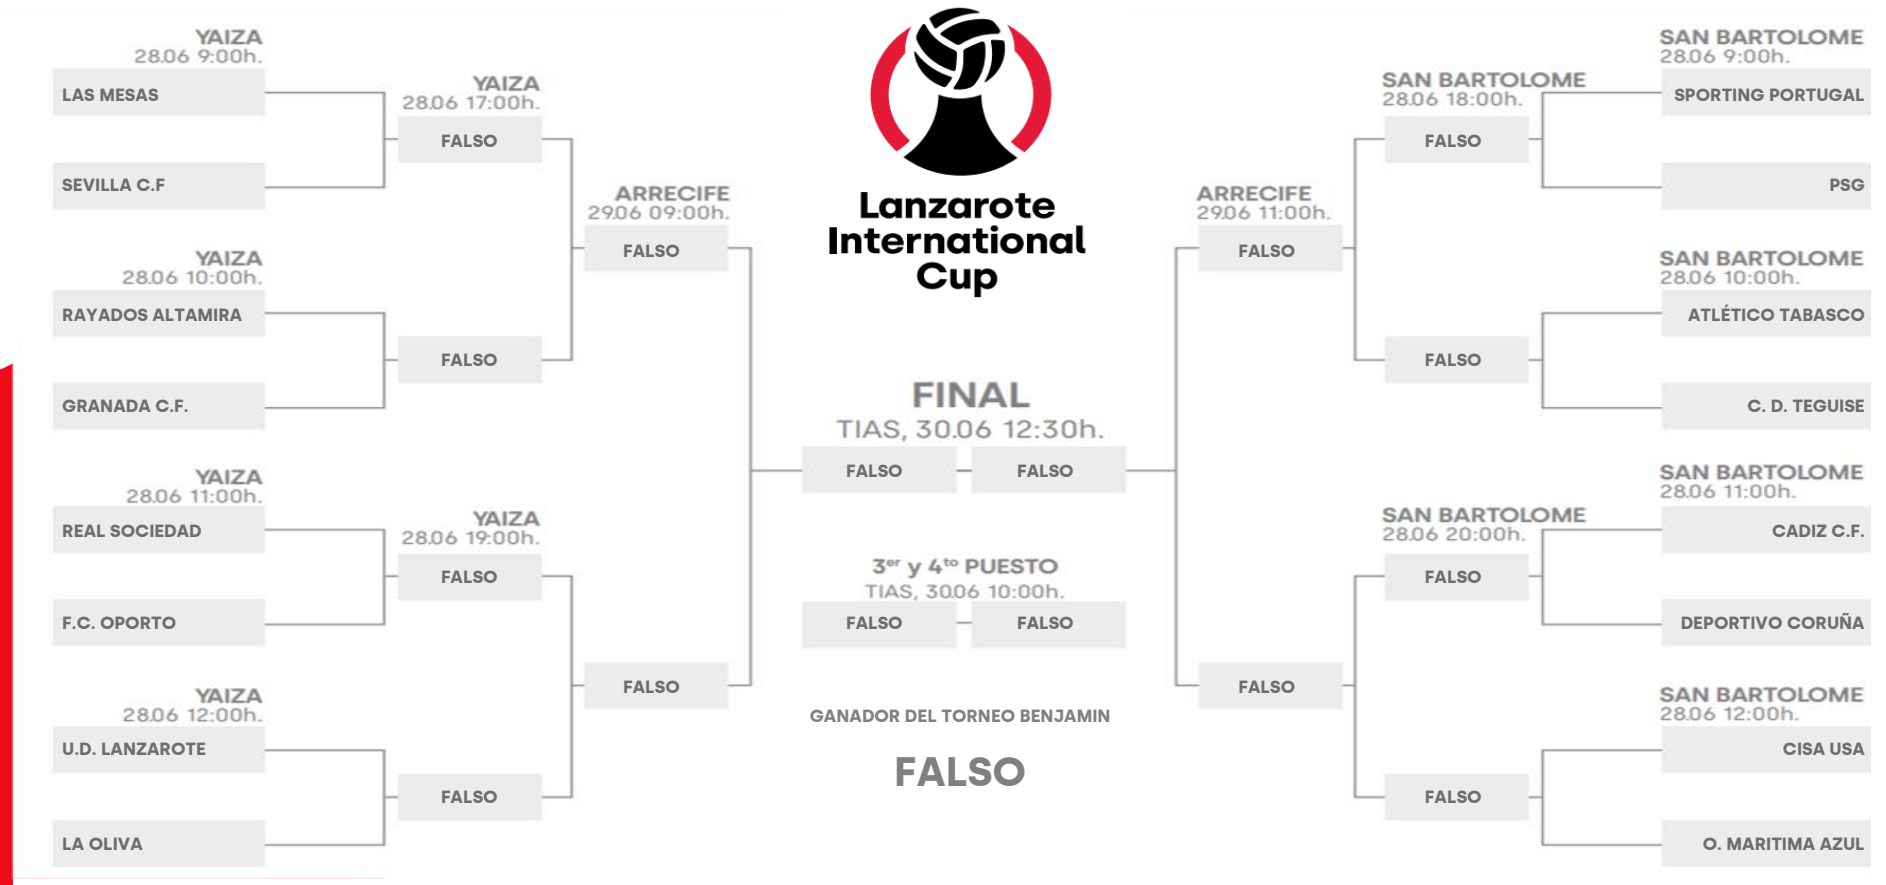 YAIZA
28.06 9:00h.
LAS MESAS
SEVILLA C.F
YAIZA
28.06 10:00h.
RAYADOS ALTAMIRA
GRANADA C.F.
YAIZA
28.06 11:00h.
REAL SOCIEDAD
F.C. OPORTO
YAIZA
28.06 12:00h.
U.D. LANZAROTE
LA OLIVA
YAIZA
28.06 17:00h.
FALSO
FALSO
YAIZA
28.06 19:00h.
FALSO
FALSO
ARRECIFE
29.06 09:00h.
FALSO
FALSO
Lanzarote
International
Cup
FINAL
TIAS, 30.06 12:30h.
FALSO FALSO
3er y 4to PUESTO
TIAS, 30.06 10:00h.
FALSO FALSO
GANADOR DEL TORNEO BENJAMIN
FALSO
ARRECIFE
29.06 11:00h.
FALSO
FALSO
SAN BARTOLOME
28.06 18:00h.
FALSO
FALSO
SAN BARTOLOME
28.06 20:00h.
FALSO
FALSO
SAN BARTOLOME
28.06 9:00h.
SPORTING PORTUGAL
PSG
SAN BARTOLOME
28.06 10:00h.
ATLÉTICO TABASCO
C. D. TEGUISE
SAN BARTOLOME
28.06 11:00h.
CADIZ C.F.
DEPORTIVO CORUÑA
SAN BARTOLOME
28.06 12:00h.
CISA USA
O. MARITIMA AZUL